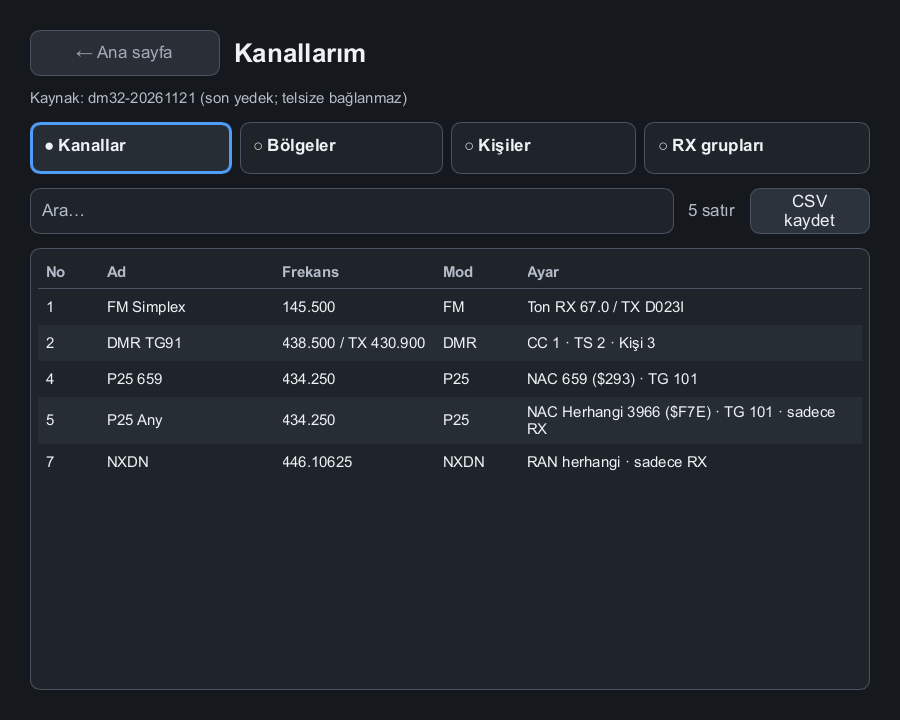 ← Ana sayfa
Kanallarım
Kaynak: dm32-20261121 (son yedek; telsize bağlanmaz)
● Kanallar
○ Bölgeler
○ Kişiler
○ RX grupları
Ara…
5 satır
CSV
kaydet
No Ad Frekans Mod Ayar
1 FM Simplex 145.500 FM Ton RX 67.0 / TX D023I
2 DMR TG91 438.500 / TX 430.900 DMR CC 1 · TS 2 · Kişi 3
4 P25 659 434.250 P25 NAC 659 ($293) · TG 101
5 P25 Any 434.250 P25 NAC Herhangi 3966 ($F7E) · TG 101 · sadece
RX
7 NXDN 446.10625 NXDN RAN herhangi · sadece RX